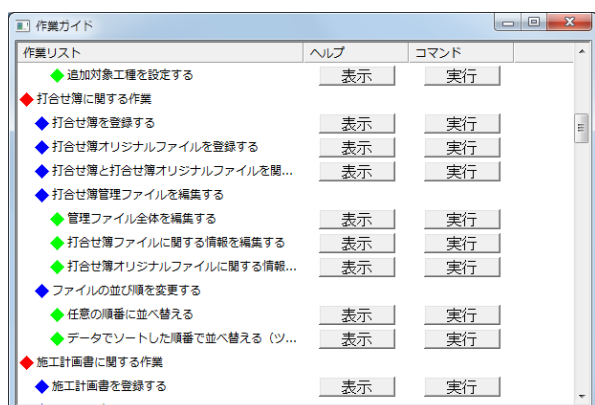 作業ガイド
作業リスト ヘルプ コマンド
追加対象工種を設定する 表示 実行
打合せ簿に関する作業
打合せ簿を登録する 表示 実行
打合せ簿オリジナルファイルを登録する 表示 実行
打合せ簿と打合せ簿オリジナルファイルを関... 表示 実行
打合せ簿管理ファイルを編集する
管理ファイル全体を編集する 表示 実行
打合せ簿ファイルに関する情報を編集する 表示 実行
打合せ簿オリジナルファイルに関する情報... 表示 実行
ファイルの並び順を変更する
任意の順番に並べ替える 表示 実行
データでソートした順番で並べ替える（ツ... 表示 実行
施工計画書に関する作業
施工計画書を登録する 表示 実行